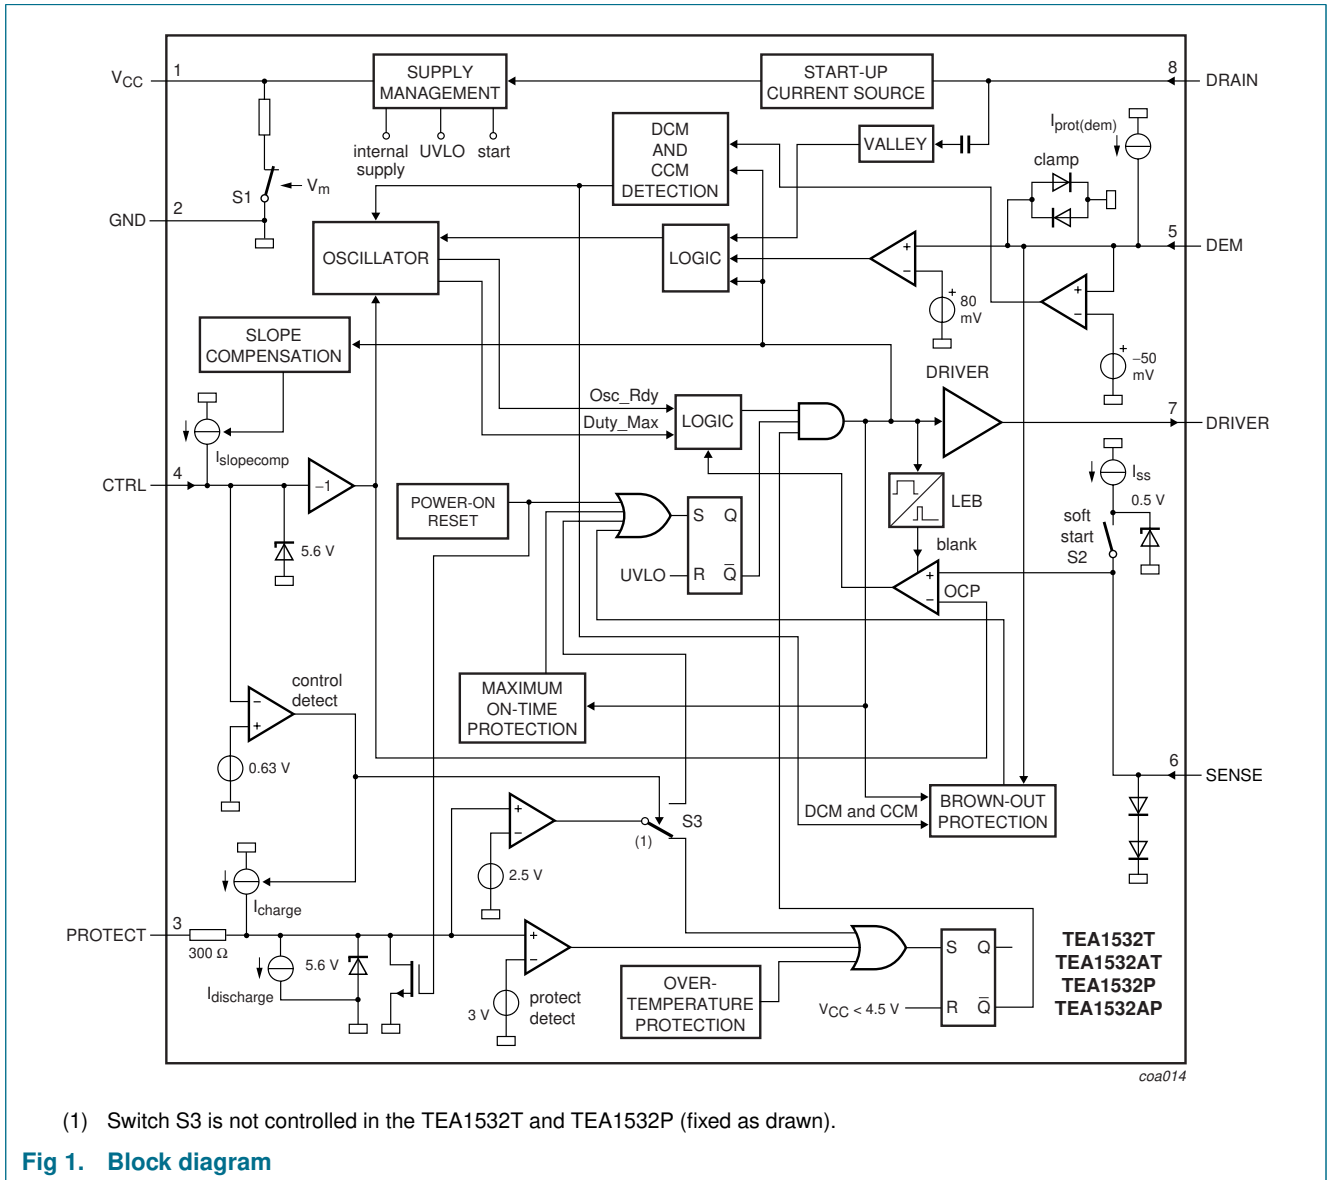 VCC 1
SUPPLY
MANAGEMENT
START-UP
CURRENT SOURCE
8 DRAIN
internal
supply
UVLO
start
DCM
AND
CCM
DETECTION
VALLEY
Iprot(dem)
clamp
S1
Vm
GND 2
OSCILLATOR
LOGIC
+
−
80
mV
+
5 DEM
+
−
−50
mV
+
SLOPE
COMPENSATION
Islopecomp
DRIVER
Osc_Rdy
Duty_Max
LOGIC
7 DRIVER
CTRL 4
−1
5.6 V
POWER-ON
RESET
S Q
R Q̅
UVLO
LEB
blank
+
−
OCP
Iss
0.5 V
soft
start
S2
control
detect
−
+
0.63 V
MAXIMUM
ON-TIME
PROTECTION
6 SENSE
DCM and CCM
BROWN-OUT
PROTECTION
+
−
2.5 V
S3
(1)
Icharge
PROTECT 3
300 Ω
Idischarge
5.6 V
+
−
3 V
protect
detect
OVER-
TEMPERATURE
PROTECTION
VCC < 4.5 V
S Q
R Q̅
TEA1532T
TEA1532AT
TEA1532P
TEA1532AP
coa014
(1) Switch S3 is not controlled in the TEA1532T and TEA1532P (fixed as drawn).
Fig 1. Block diagram